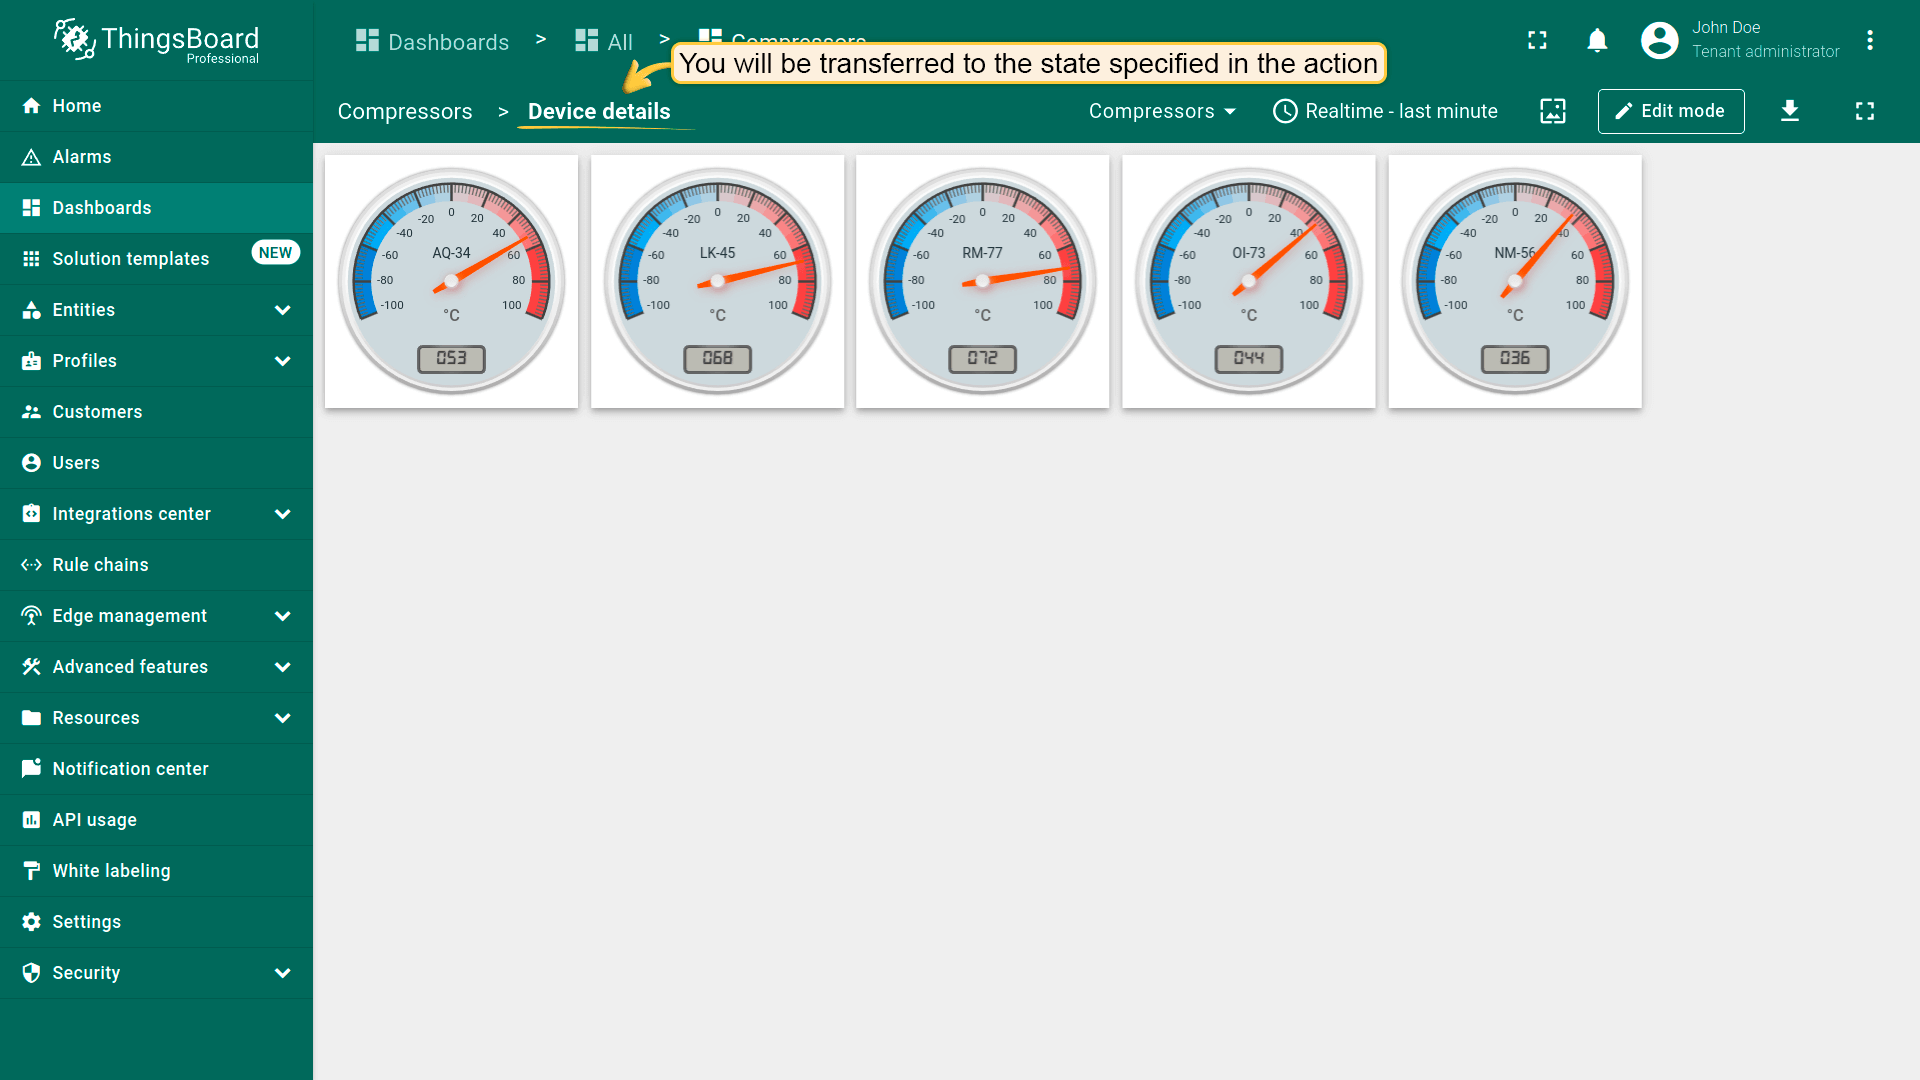 ThingsBoard
Professional
Dashboards > All > Compressors
You will be transferred to the state specified in the action
John Doe
Tenant administrator
Compressors > Device details
Compressors
Realtime - last minute
Edit mode
Home
Alarms
Dashboards
Solution templates NEW
Entities
Profiles
Customers
Users
Integrations center
Rule chains
Edge management
Advanced features
Resources
Notification center
API usage
White labeling
Settings
Security
-100 -80 -60 -40 -20 0 20 40 60 80 100
AQ-34
°C
053
-100 -80 -60 -40 -20 0 20 40 60 80 100
LK-45
°C
068
-100 -80 -60 -40 -20 0 20 40 60 80 100
RM-77
°C
072
-100 -80 -60 -40 -20 0 20 40 60 80 100
OI-73
°C
044
-100 -80 -60 -40 -20 0 20 40 60 80 100
NM-56
°C
036